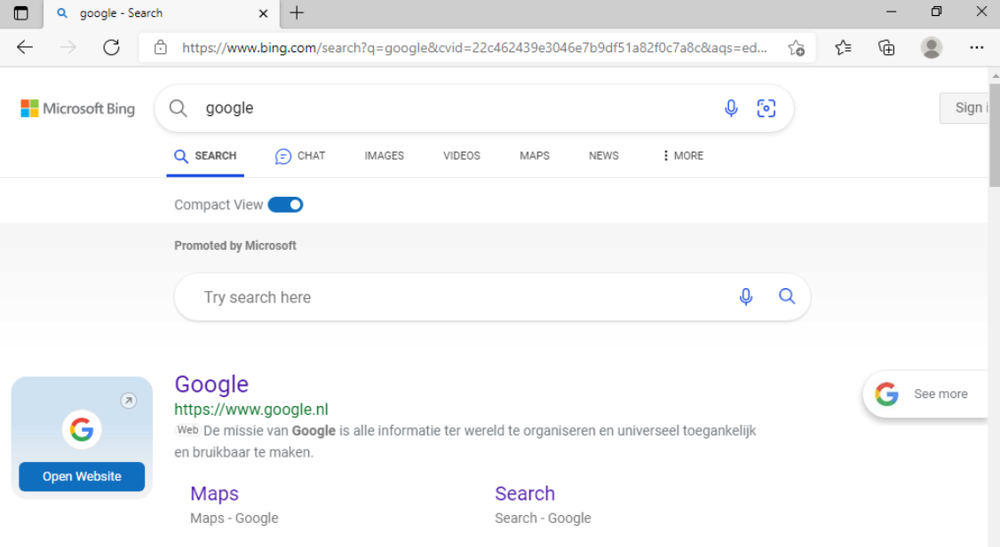 google - Search
https://www.bing.com/search?q=google&cvid=22c462439e3046e7b9df51a82f0c7a8c&aqs=ed...
Microsoft Bing
google
Sign i
SEARCH CHAT IMAGES VIDEOS MAPS NEWS MORE
Compact View
Promoted by Microsoft
Try search here
Google
https://www.google.nl
Web De missie van Google is alle informatie ter wereld te organiseren en universeel toegankelijk
en bruikbaar te maken.
See more
Open Website
Maps Search
Maps - Google Search - Google